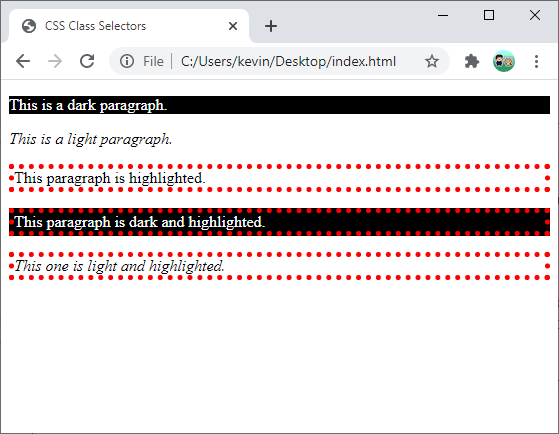 CSS Class Selectors
File
C:/Users/kevin/Desktop/index.html
This is a dark paragraph.
This is a light paragraph.
This paragraph is highlighted.
This paragraph is dark and highlighted.
This one is light and highlighted.